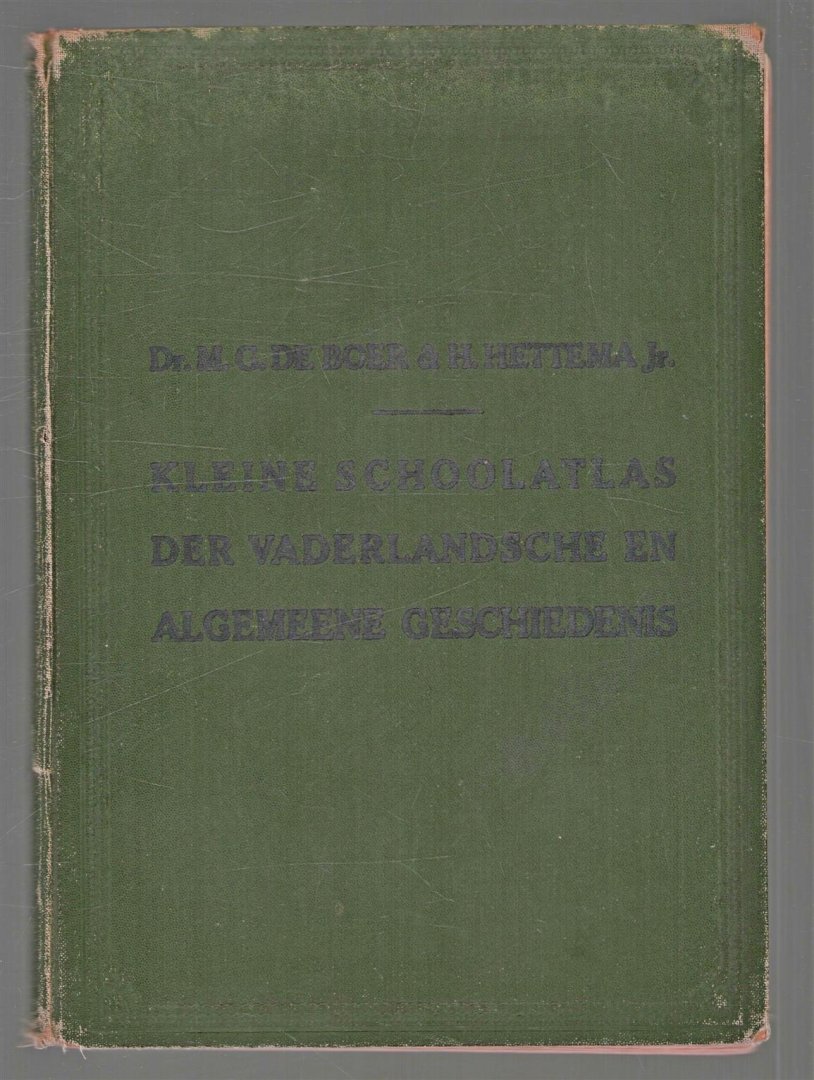 Dr. M. G. DE BOER & H. HETTEMA Jr.
KLEINE SCHOOLATLAS
DER VADERLANDSCHE EN
ALGEMEENE GESCHIEDENIS